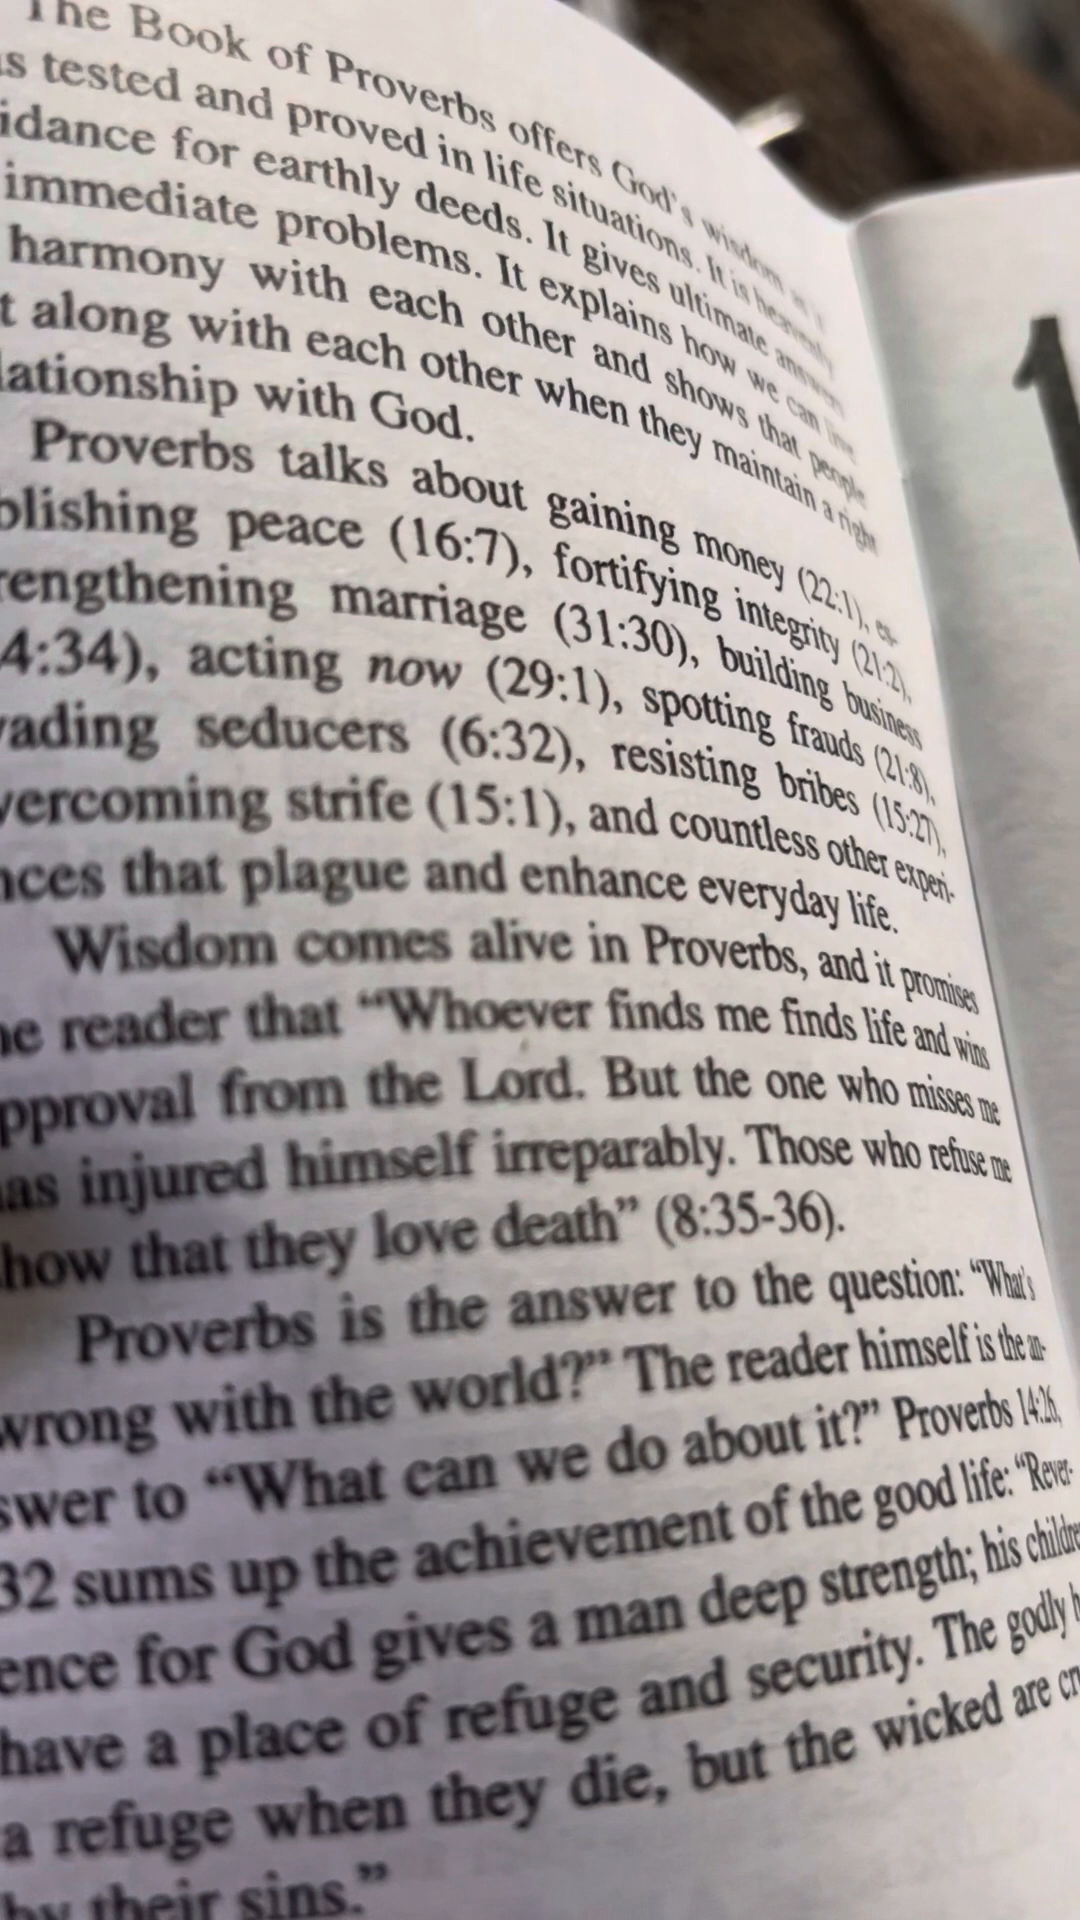 The Book of Proverbs offers God's wisdom as it
s tested and proved in life situations. It is heavenly
idance for earthly deeds. It gives ultimate answers
immediate problems. It explains how we can live
harmony with each other and shows that people
t along with each other when they maintain a right
lationship with God.
Proverbs talks about gaining money (22:1), es-
blishing peace (16:7), fortifying integrity (21:2),
rengthening marriage (31:30), building business
4:34), acting now (29:1), spotting frauds (21:8),
vading seducers (6:32), resisting bribes (15:27),
vercoming strife (15:1), and countless other experi-
nces that plague and enhance everyday life.
Wisdom comes alive in Proverbs, and it promises
he reader that “Whoever finds me finds life and wins
pproval from the Lord. But the one who misses me
as injured himself irreparably. Those who refuse me
how that they love death” (8:35-36).
Proverbs is the answer to the question: “What's
wrong with the world?” The reader himself is the an-
swer to “What can we do about it?” Proverbs 14:26,
32 sums up the achievement of the good life: “Rever-
ence for God gives a man deep strength; his childre
have a place of refuge and security. The godly h
a refuge when they die, but the wicked are cr
by their sins.”
1